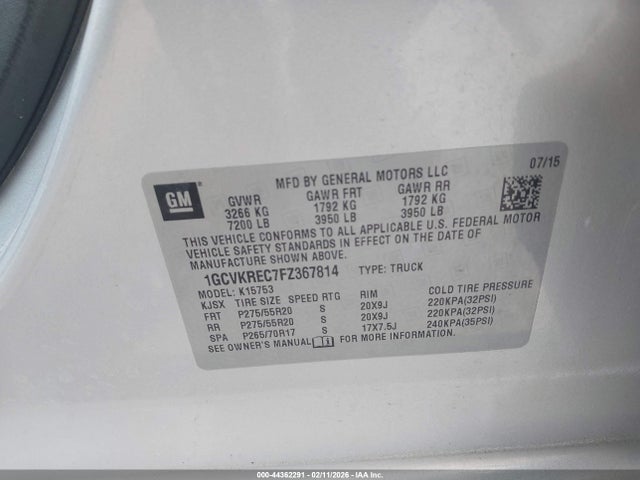 07/15
MFD BY GENERAL MOTORS LLC
GM
GVWR GAWR FRT GAWR RR
3266 KG 1792 KG 1792 KG
7200 LB 3950 LB 3950 LB
THIS VEHICLE CONFORMS TO ALL APPLICABLE U.S. FEDERAL MOTOR
VEHICLE SAFETY STANDARDS IN EFFECT ON THE DATE OF
MANUFACTURE SHOWN ABOVE.
1GCVKREC7FZ367814 TYPE: TRUCK
MODEL: K15753
KJSX TIRE SIZE SPEED RTG RIM COLD TIRE PRESSURE
FRT P275/55R20 S 20X9J 220KPA(32PSI)
RR P275/55R20 S 20X9J 220KPA(32PSI)
SPA P265/70R17 S 17X7.5J 240KPA(35PSI)
SEE OWNER'S MANUAL FOR MORE INFORMATION.
COPART - 44362291 - 02/11/2026 - IAA HOLDINGS, LLC